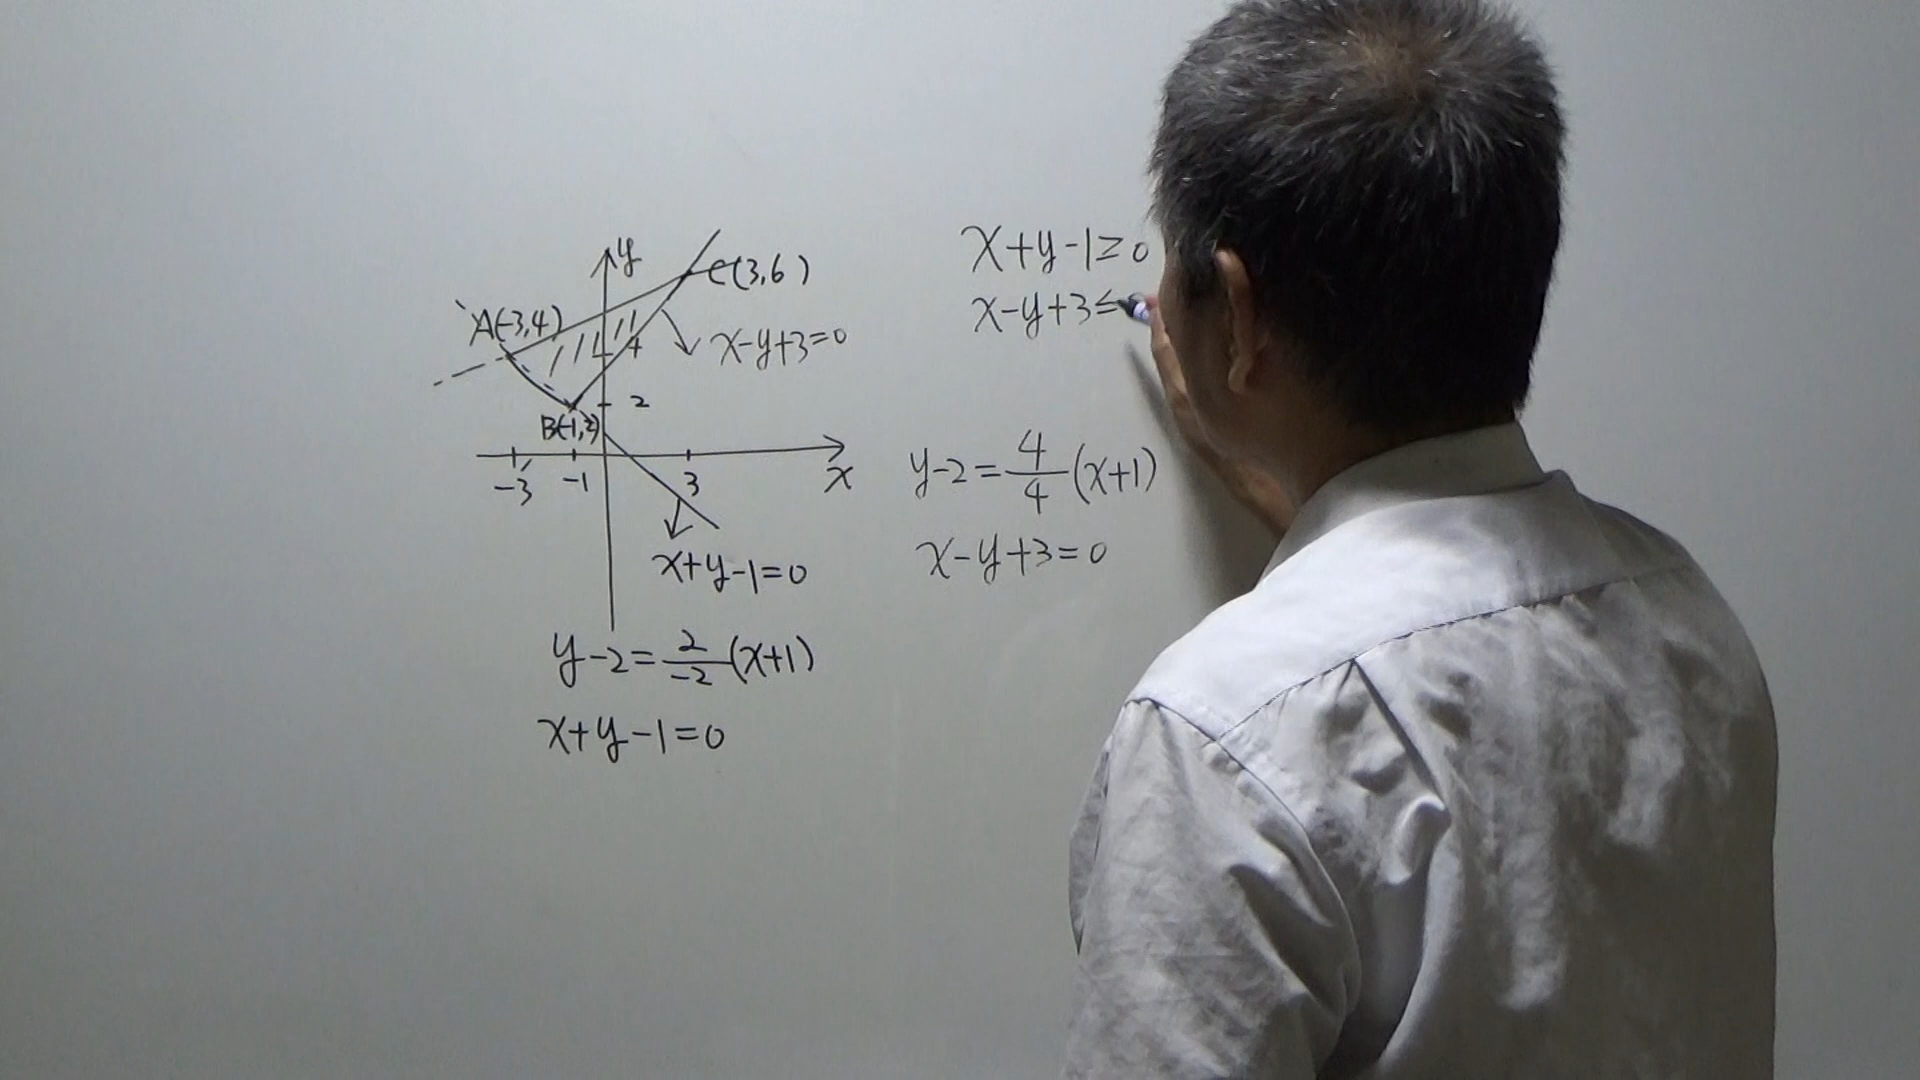 y
C(3,6)
A(-3,4)
4
x-y+3=0
2
B(-1,2)
-3 -1 3 x
x+y-1=0
y-2=2/-2(x+1)
x+y-1=0
x+y-1≥0
x-y+3≤
y-2=4/4(x+1)
x-y+3=0